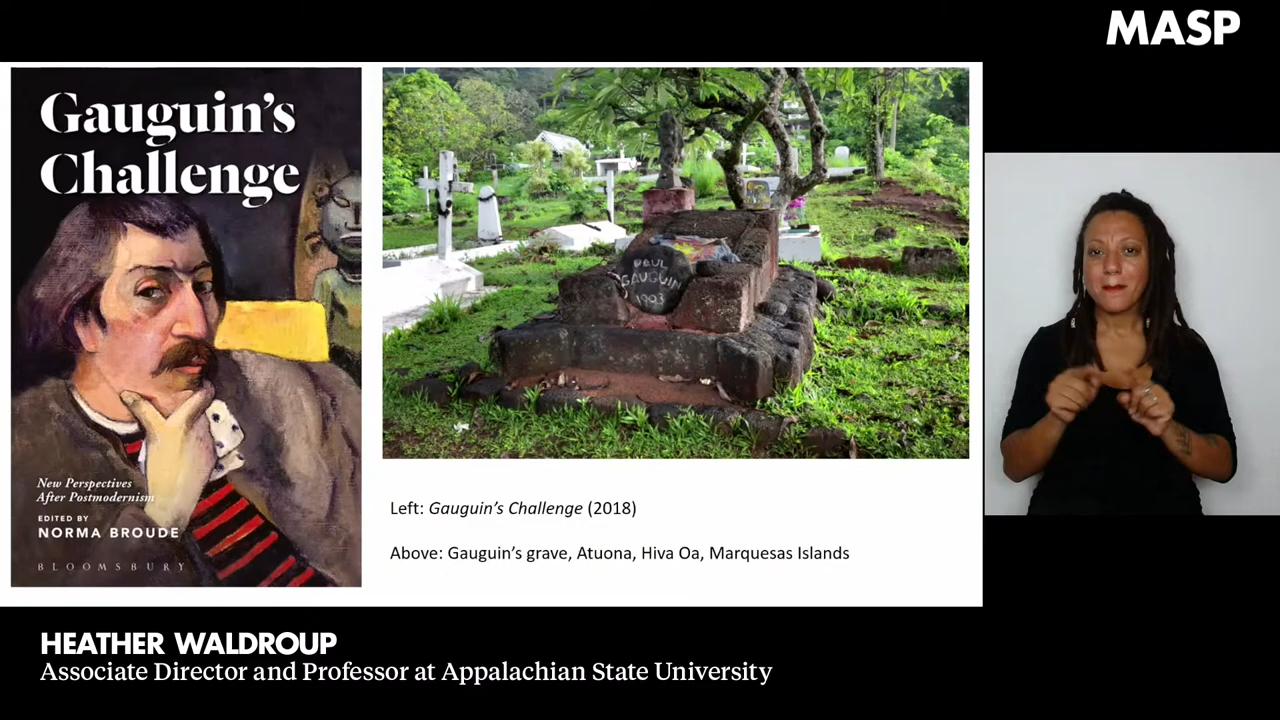 MASP
Gauguin's
Challenge
New Perspectives
After Postmodernism
EDITED BY
NORMA BROUDE
BLOOMSBURY
PAUL
GAUGUIN
1903
Left: Gauguin's Challenge (2018)
Above: Gauguin's grave, Atuona, Hiva Oa, Marquesas Islands
HEATHER WALDROUP
Associate Director and Professor at Appalachian State University